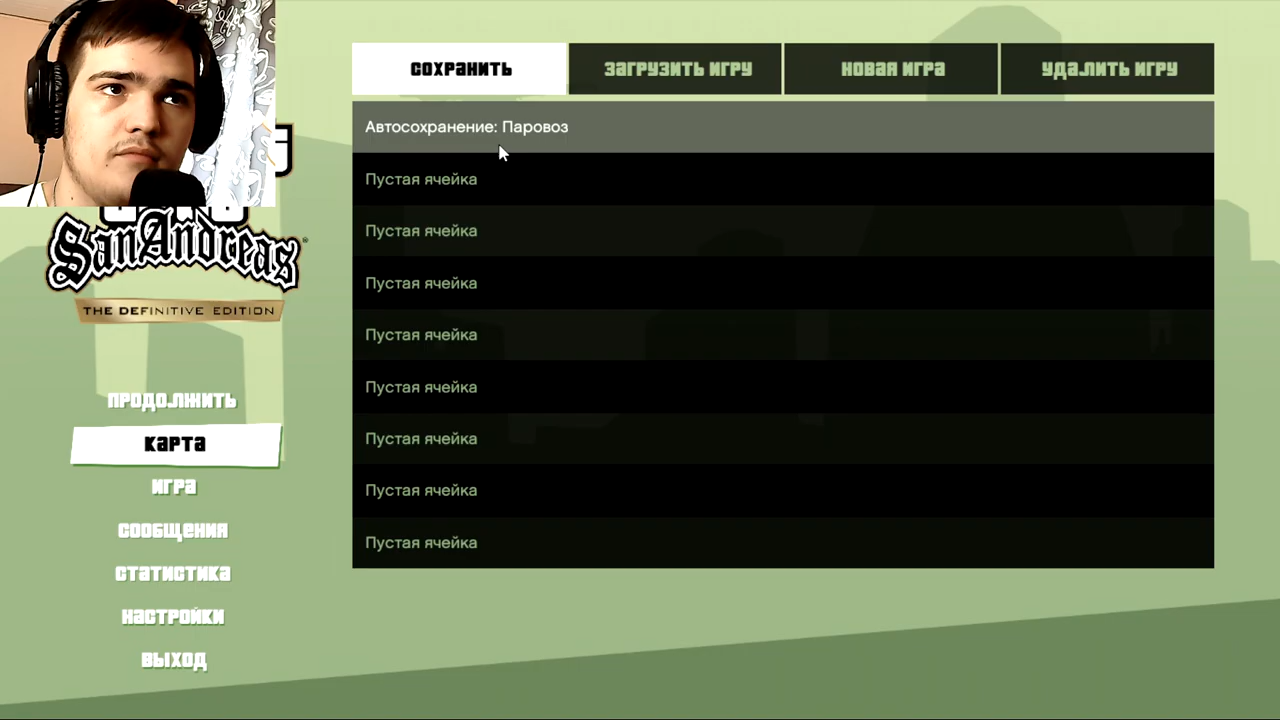 СОХРАНИТЬ
ЗАГРУЗИТЬ ИГРУ
НОВАЯ ИГРА
УДАЛИТЬ ИГРУ
Автосохранение: Паровоз
Пустая ячейка
Пустая ячейка
Пустая ячейка
Пустая ячейка
Пустая ячейка
Пустая ячейка
Пустая ячейка
Пустая ячейка
San Andreas
THE DEFINITIVE EDITION
ПРОДОЛЖИТЬ
КАРТА
ИГРА
СООБЩЕНИЯ
СТАТИСТИКА
НАСТРОЙКИ
ВЫХОД